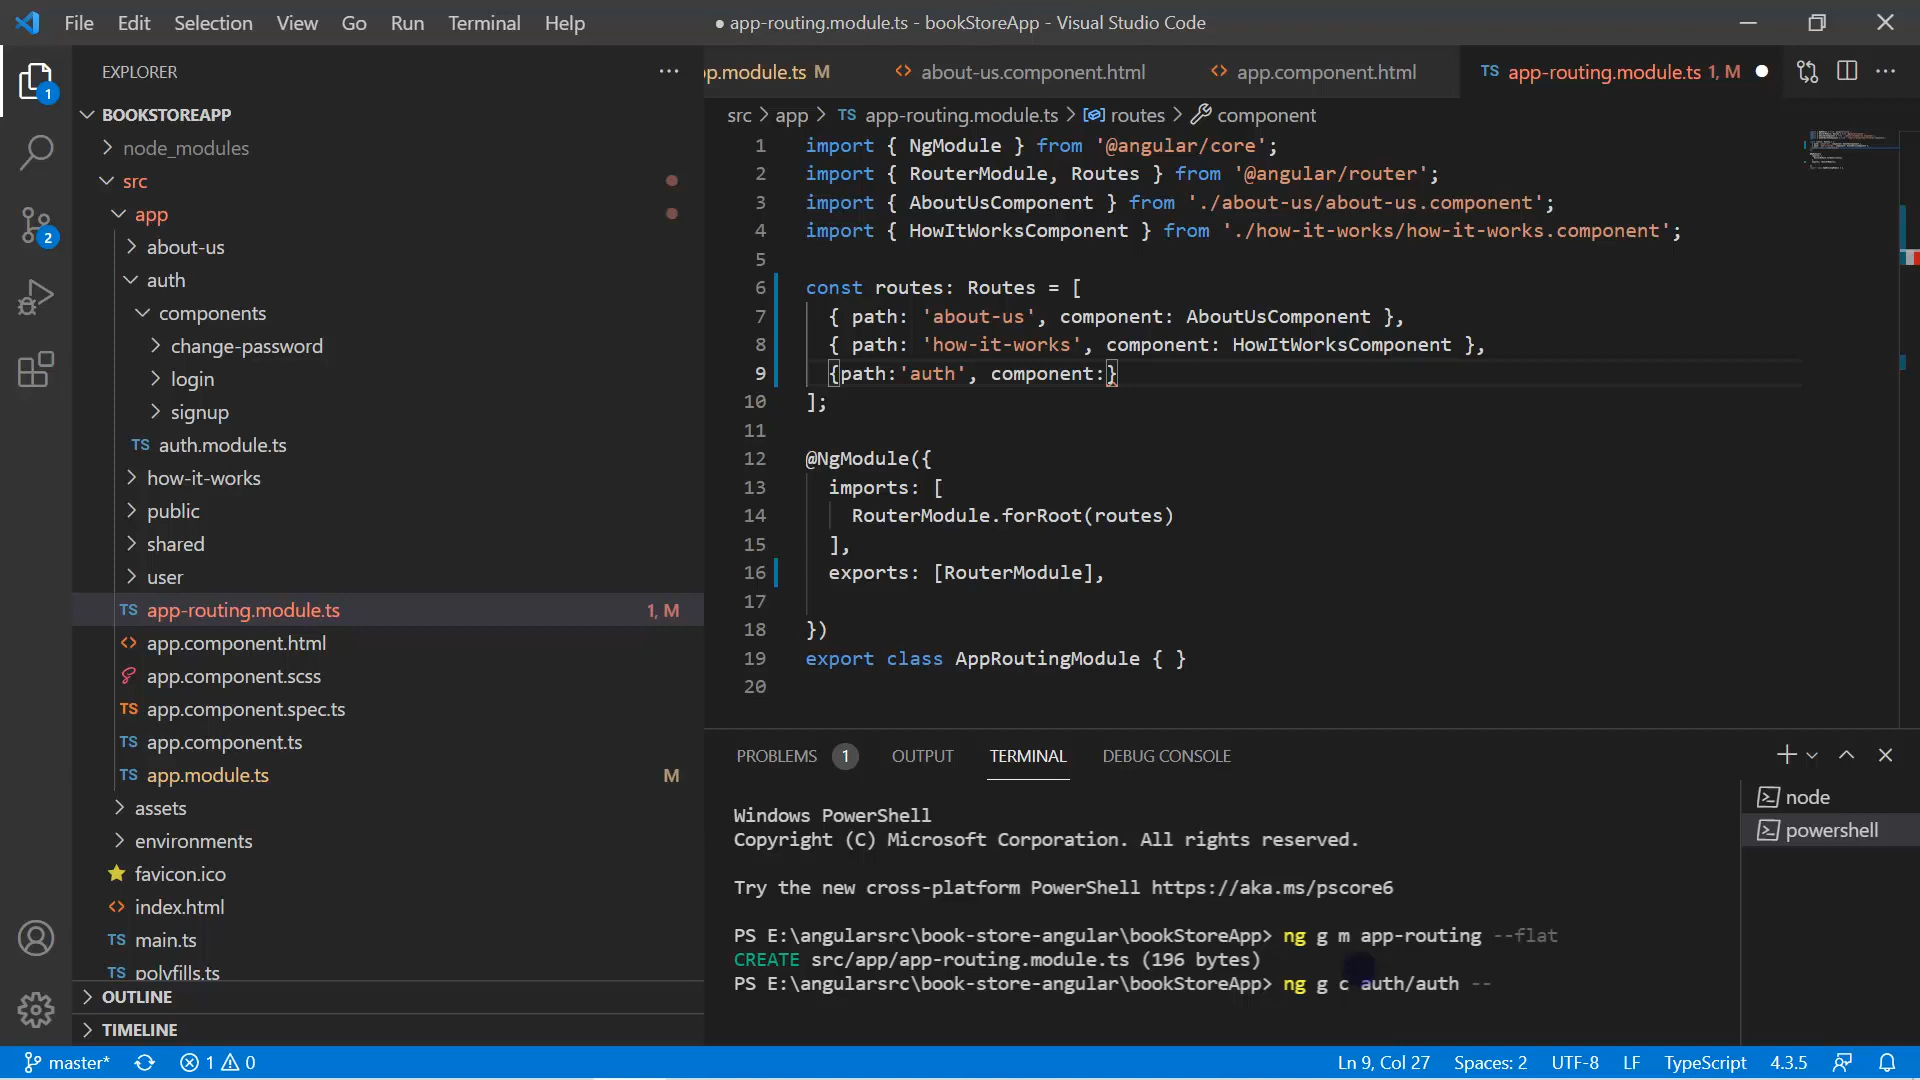 File Edit Selection View Go Run Terminal Help
● app-routing.module.ts - bookStoreApp - Visual Studio Code
EXPLORER
BOOKSTOREAPP
node_modules
src
app
about-us
auth
components
change-password
login
signup
TS auth.module.ts
how-it-works
public
shared
user
TS app-routing.module.ts 1, M
<> app.component.html
app.component.scss
TS app.component.spec.ts
TS app.component.ts
TS app.module.ts M
assets
environments
favicon.ico
<> index.html
TS main.ts
TS polyfills.ts
OUTLINE
TIMELINE
1
2
p.module.ts M <> about-us.component.html <> app.component.html TS app-routing.module.ts 1, M
src > app > TS app-routing.module.ts > routes > component
1 import { NgModule } from '@angular/core';
2 import { RouterModule, Routes } from '@angular/router';
3 import { AboutUsComponent } from './about-us/about-us.component';
4 import { HowItWorksComponent } from './how-it-works/how-it-works.component';
5
6 const routes: Routes = [
7 { path: 'about-us', component: AboutUsComponent },
8 { path: 'how-it-works', component: HowItWorksComponent },
9 {path:'auth', component:}
10 ];
11
12 @NgModule({
13 imports: [
14 RouterModule.forRoot(routes)
15 ],
16 exports: [RouterModule],
17
18 })
19 export class AppRoutingModule { }
20
PROBLEMS 1 OUTPUT TERMINAL DEBUG CONSOLE
Windows PowerShell
Copyright (C) Microsoft Corporation. All rights reserved.
Try the new cross-platform PowerShell https://aka.ms/pscore6
PS E:\angularsrc\book-store-angular\bookStoreApp> ng g m app-routing --flat
CREATE src/app/app-routing.module.ts (196 bytes)
PS E:\angularsrc\book-store-angular\bookStoreApp> ng g c auth/auth --
node
powershell
master* 1 0 Ln 9, Col 27 Spaces: 2 UTF-8 LF TypeScript 4.3.5